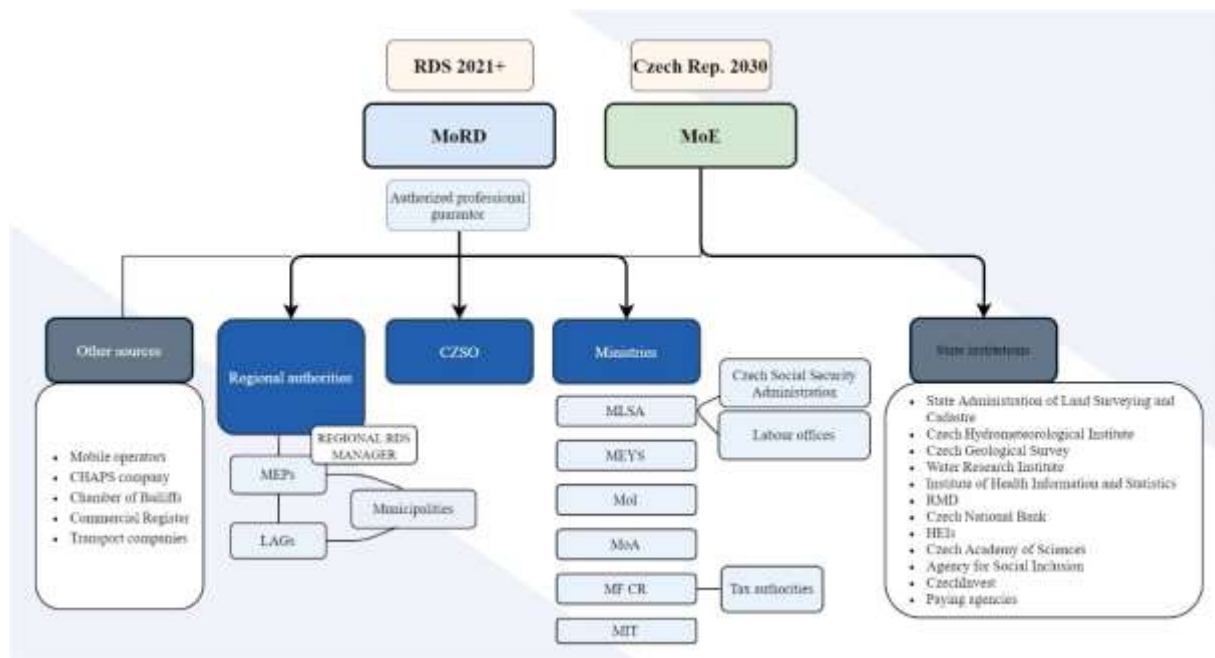 RDS 2021+
Czech Rep. 2030
MoRD
MoE
Authorized professional
guarantor
Other sources
Mobile operators
CHAPS company
Chamber of Bailiffs
Commercial Register
Transport companies
Regional authorities
REGIONAL RDS
MANAGER
MEPs
Municipalities
LAGs
CZSO
Ministries
MLSA
Czech Social Security
Administration
Labour offices
MEYS
MoI
MoA
MF CR
Tax authorities
MIT
State institutions
State Administration of Land Surveying and
Cadastre
Czech Hydrometeorological Institute
Czech Geological Survey
Water Research Institute
Institute of Health Information and Statistics
RMD
Czech National Bank
HEIs
Czech Academy of Sciences
Agency for Social Inclusion
CzechInvest
Paying agencies